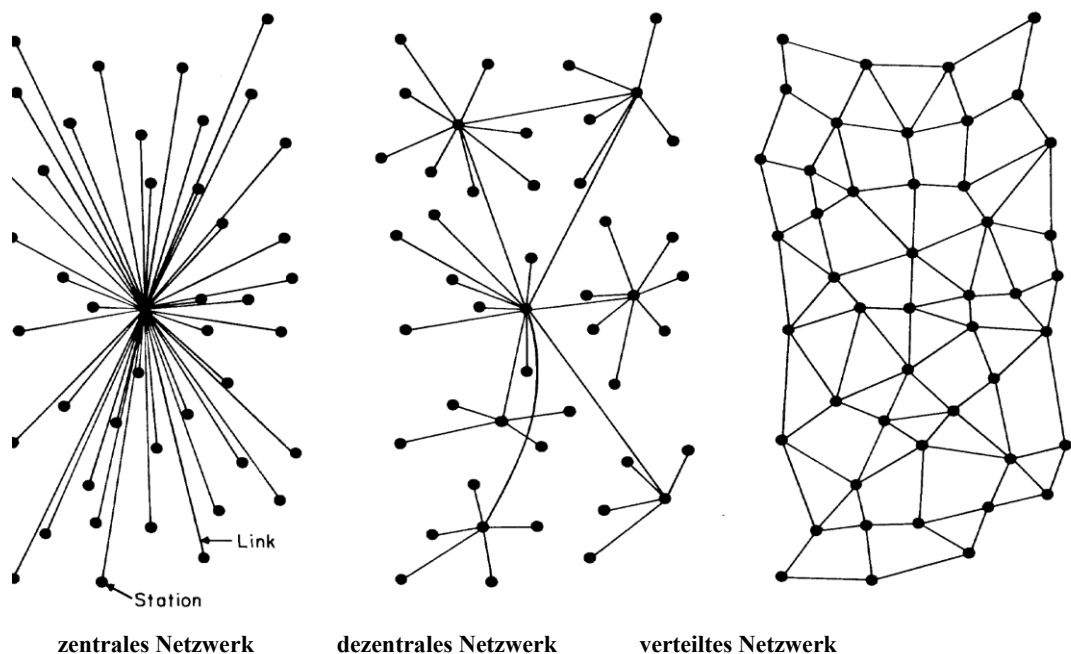 Link
Station
zentrales Netzwerk
dezentrales Netzwerk
verteiltes Netzwerk